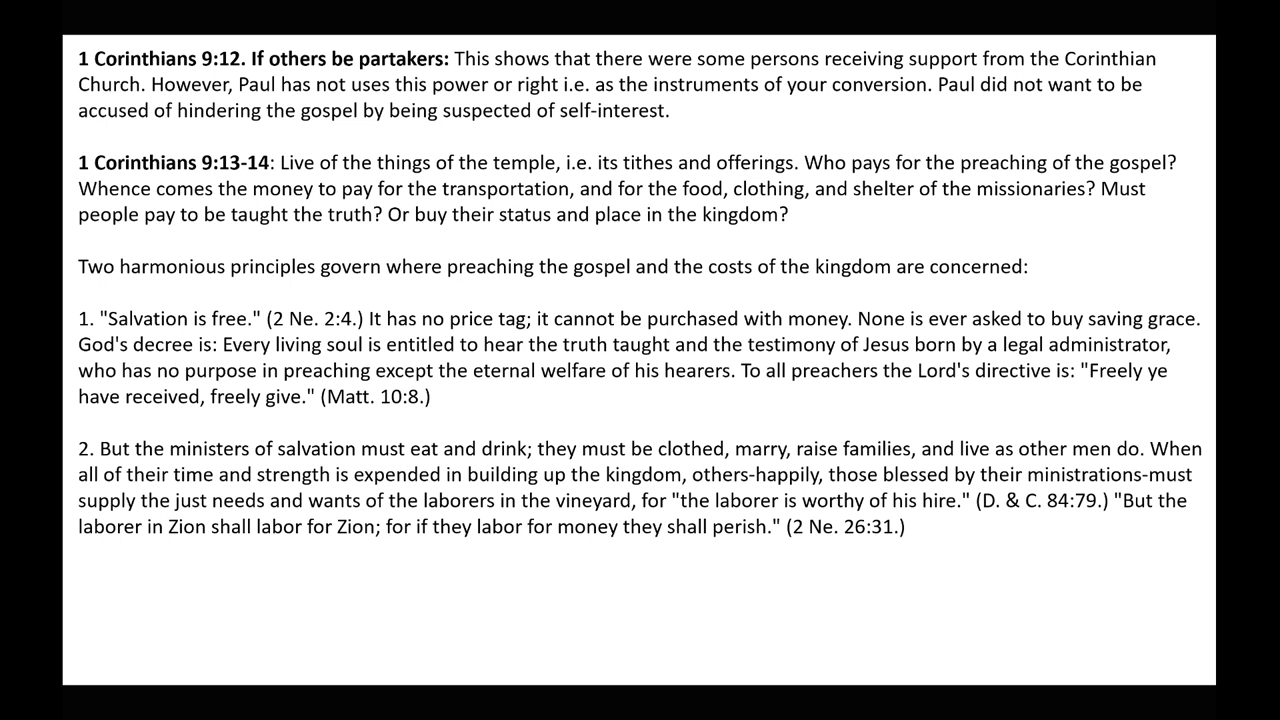 1 Corinthians 9:12. If others be partakers: This shows that there were some persons receiving support from the Corinthian
Church. However, Paul has not uses this power or right i.e. as the instruments of your conversion. Paul did not want to be
accused of hindering the gospel by being suspected of self-interest.
1 Corinthians 9:13-14: Live of the things of the temple, i.e. its tithes and offerings. Who pays for the preaching of the gospel?
Whence comes the money to pay for the transportation, and for the food, clothing, and shelter of the missionaries? Must
people pay to be taught the truth? Or buy their status and place in the kingdom?
Two harmonious principles govern where preaching the gospel and the costs of the kingdom are concerned:
1. "Salvation is free." (2 Ne. 2:4.) It has no price tag; it cannot be purchased with money. None is ever asked to buy saving grace.
God's decree is: Every living soul is entitled to hear the truth taught and the testimony of Jesus born by a legal administrator,
who has no purpose in preaching except the eternal welfare of his hearers. To all preachers the Lord's directive is: "Freely ye
have received, freely give." (Matt. 10:8.)
2. But the ministers of salvation must eat and drink; they must be clothed, marry, raise families, and live as other men do. When
all of their time and strength is expended in building up the kingdom, others-happily, those blessed by their ministrations-must
supply the just needs and wants of the laborers in the vineyard, for "the laborer is worthy of his hire." (D. & C. 84:79.) "But the
laborer in Zion shall labor for Zion; for if they labor for money they shall perish." (2 Ne. 26:31.)